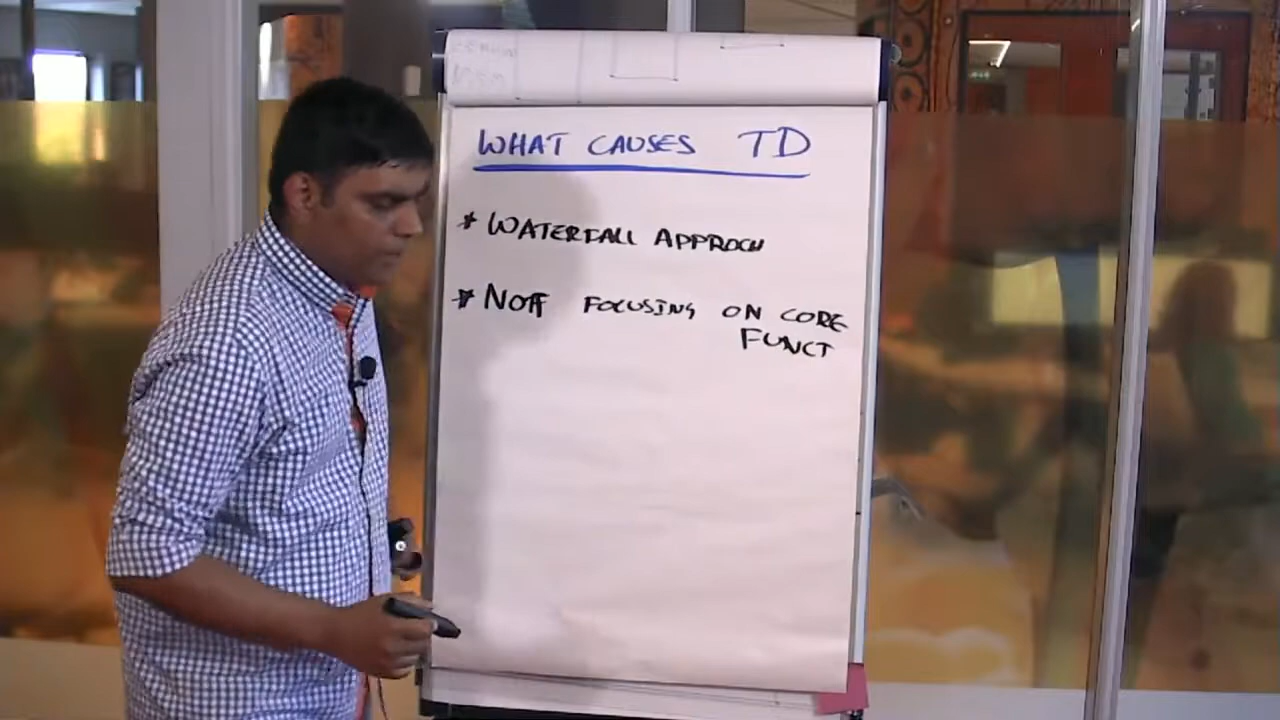 WHAT CAUSES TD
* WATERFALL APPROCH
* NOT FOCUSING ON CORE
FUNCT